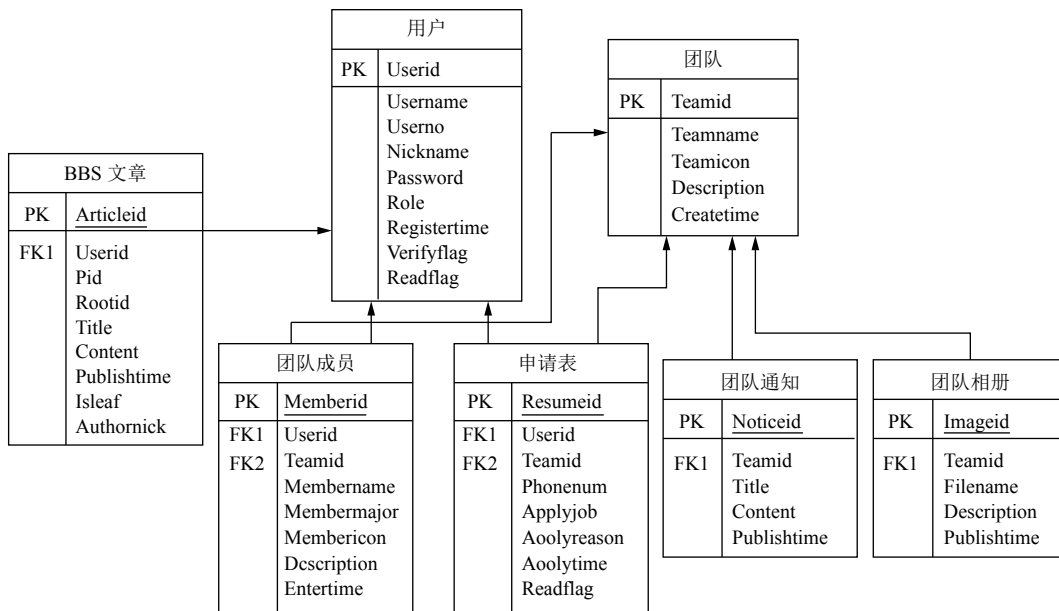 用户
PK Userid
Username
Userno
Nickname
Password
Role
Registertime
Verifyflag
Readflag
团队
PK Teamid
Teamname
Teamicon
Description
Createtime
BBS 文章
PK Articleid
FK1 Userid
Pid
Rootid
Title
Content
Publishtime
Isleaf
Authornick
团队成员
PK Memberid
FK1 Userid
FK2 Teamid
Membername
Membermajor
Membericon
Dcscription
Entertime
申请表
PK Resumeid
FK1 Userid
FK2 Teamid
Phonenum
Applyjob
Aoolyreason
Aoolytime
Readflag
团队通知
PK Noticeid
FK1 Teamid
Title
Content
Publishtime
团队相册
PK Imageid
FK1 Teamid
Filename
Description
Publishtime